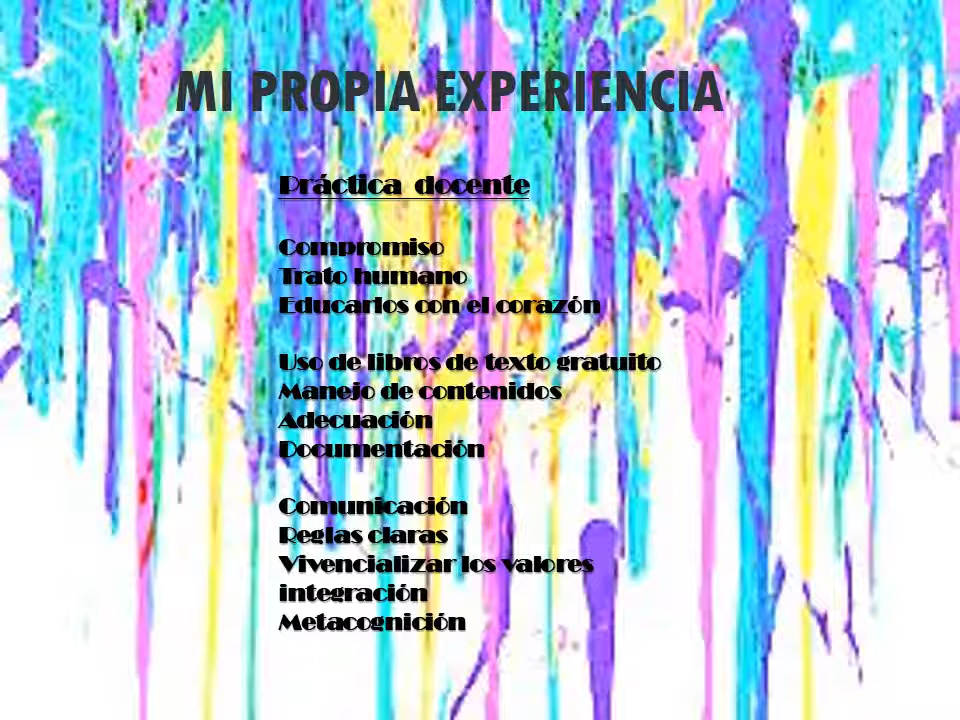 MI PROPIA EXPERIENCIA
Práctica docente
Compromiso
Trato humano
Educarlos con el corazón
Uso de libros de texto gratuito
Manejo de contenidos
Adecuación
Documentación
Comunicación
Reglas claras
Vivencializar los valores
integración
Metacognición